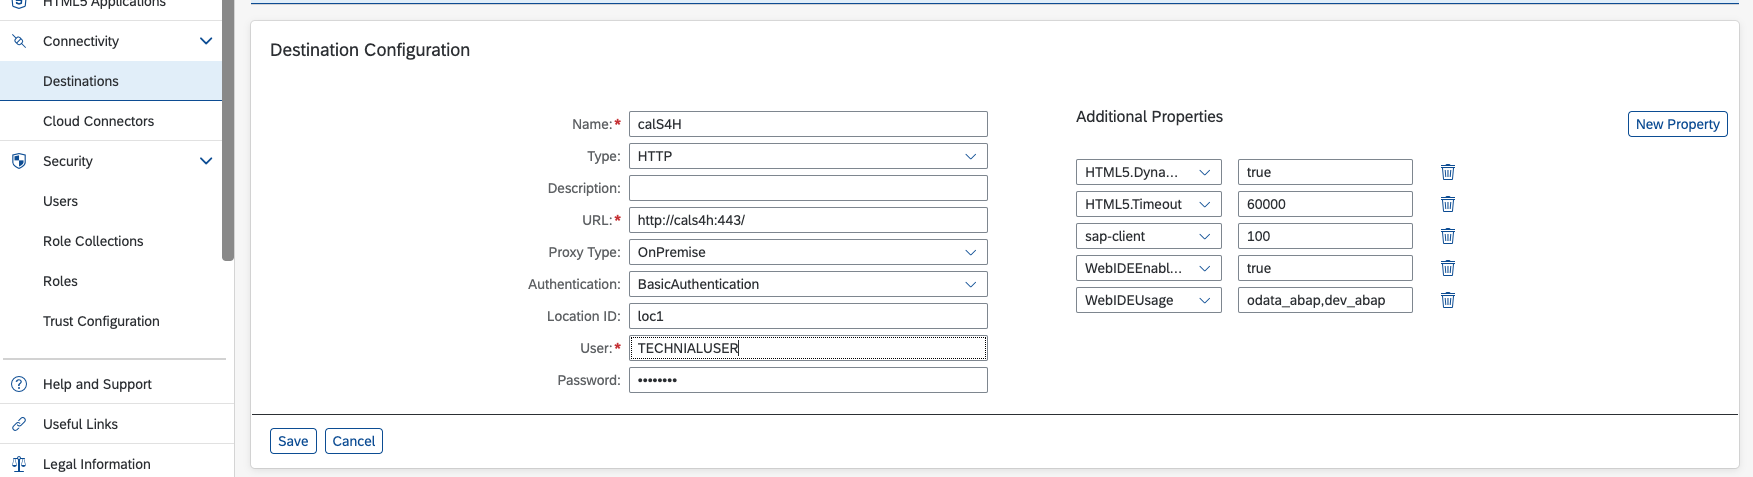 HTML5 Applications
Connectivity
Destinations
Cloud Connectors
Security
Users
Role Collections
Roles
Trust Configuration
Help and Support
Useful Links
Legal Information
Destination Configuration
Name:* calS4H
Type: HTTP
Description:
URL:* http://cals4h:443/
Proxy Type: OnPremise
Authentication: BasicAuthentication
Location ID: loc1
User:* TECHNIALUSER
Password: ••••••••
Additional Properties
New Property
HTML5.Dyna... true
HTML5.Timeout 60000
sap-client 100
WebIDEEnabl... true
WebIDEUsage odata_abap,dev_abap
Save Cancel